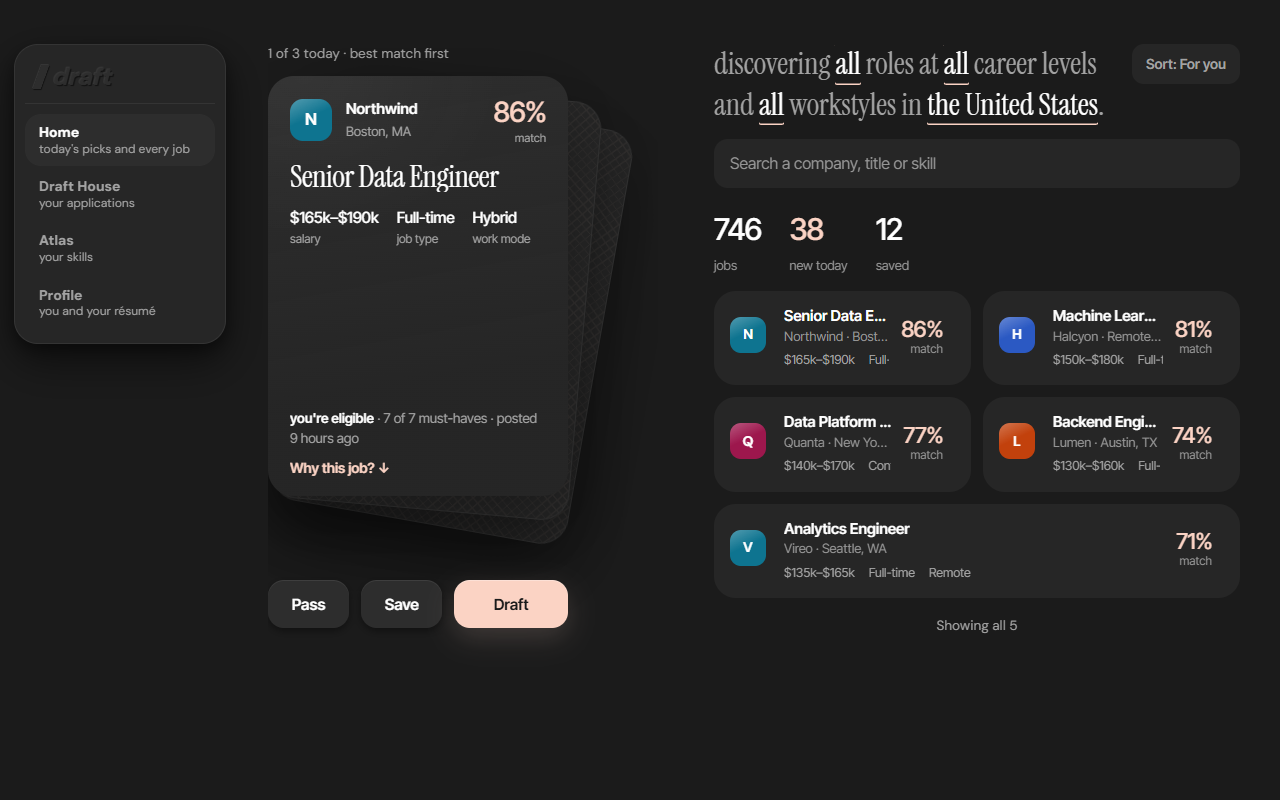 draft
Home
today's picks and every job
Draft House
your applications
Atlas
your skills
Profile
you and your résumé
1 of 3 today · best match first
N
Northwind
Boston, MA
86%
match
Senior Data Engineer
$165k–$190k Full-time Hybrid
salary job type work mode
you're eligible · 7 of 7 must-haves · posted
9 hours ago
Why this job? ↓
Pass Save Draft
discovering all roles at all career levels
and all workstyles in the United States.
Sort: For you
Search a company, title or skill
746 38 12
jobs new today saved
N
Senior Data E...
Northwind · Bost...
$165k–$190k Full-
86%
match
H
Machine Lear...
Halcyon · Remote...
$150k–$180k Full-t
81%
match
Q
Data Platform ...
Quanta · New Yo...
$140k–$170k Con
77%
match
L
Backend Engi...
Lumen · Austin, TX
$130k–$160k Full-
74%
match
V
Analytics Engineer
Vireo · Seattle, WA
$135k–$165k Full-time Remote
71%
match
Showing all 5